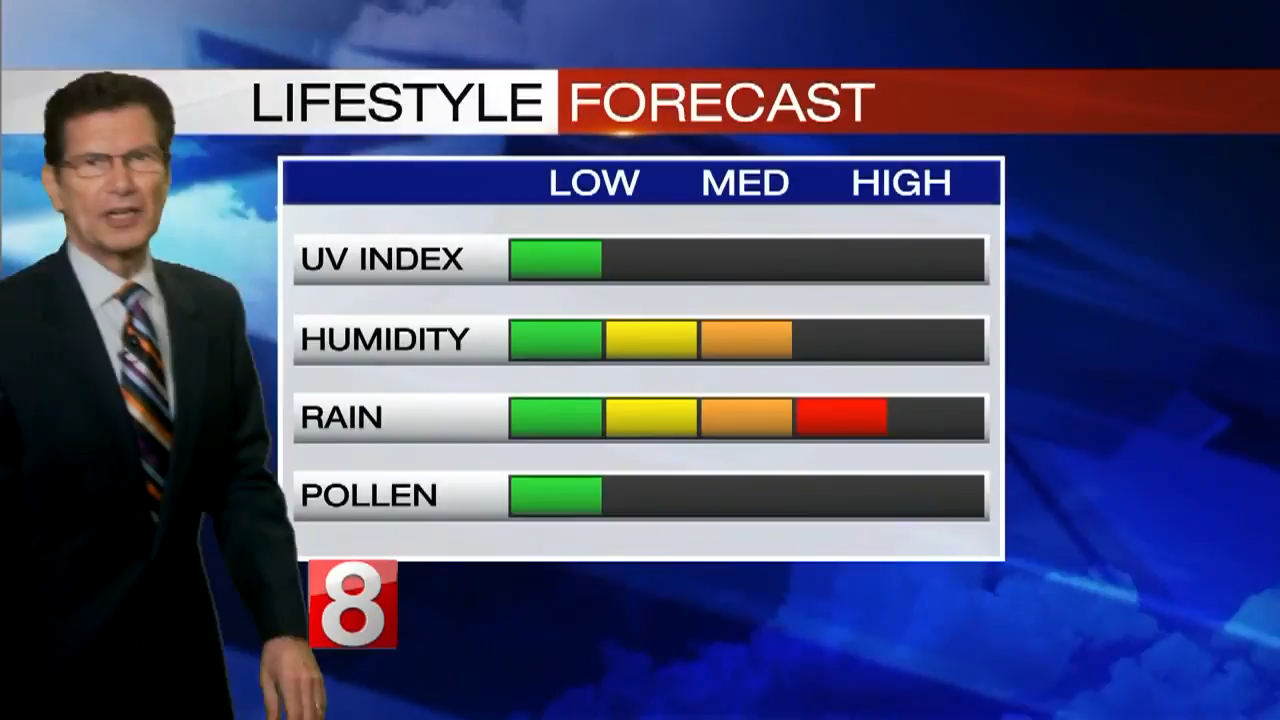 LIFESTYLE FORECAST
LOW MED HIGH
UV INDEX
HUMIDITY
RAIN
POLLEN
8